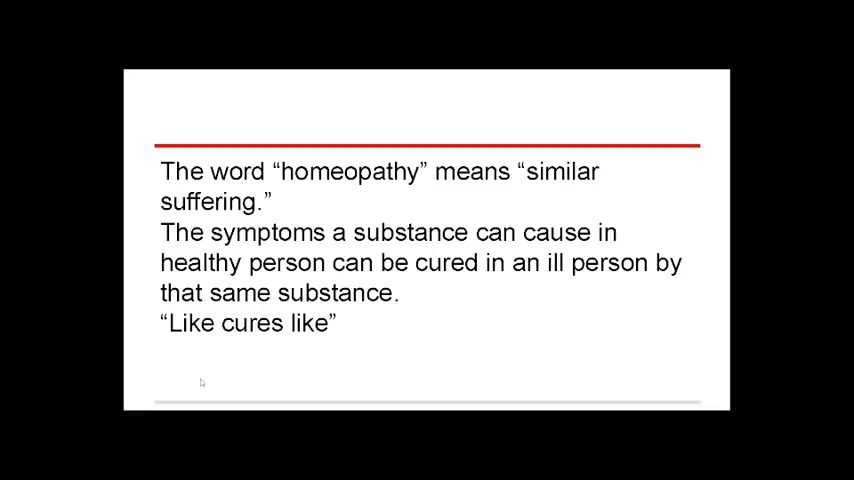 The word “homeopathy” means “similar
suffering.”
The symptoms a substance can cause in
healthy person can be cured in an ill person by
that same substance.
“Like cures like”